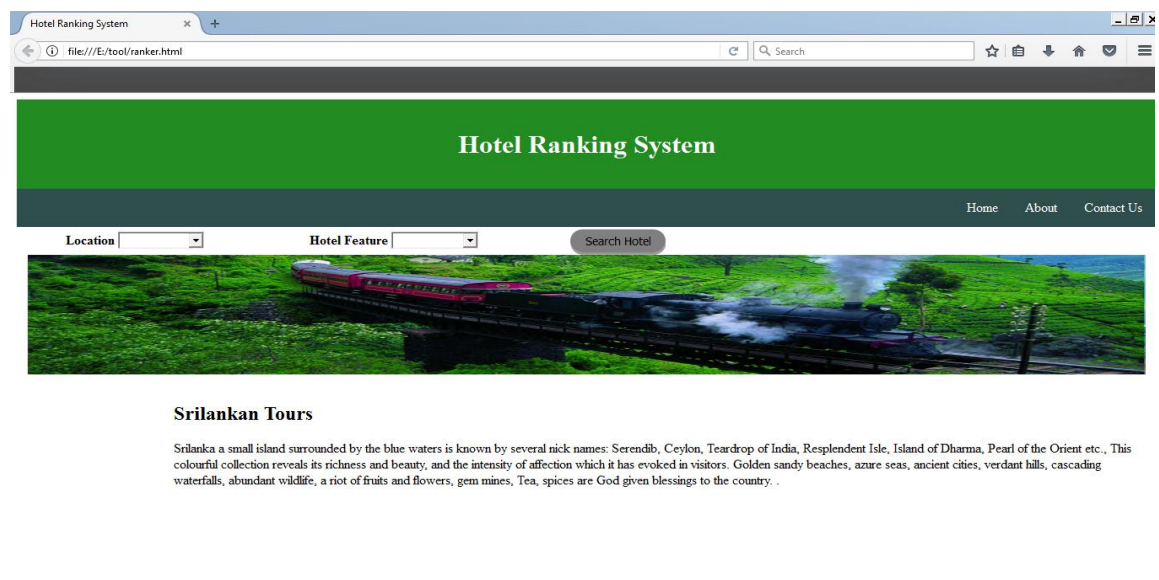 Hotel Ranking System
file:///E:/tool/ranker.html
Search
Hotel Ranking System
Home About Contact Us
Location Hotel Feature Search Hotel
Srilankan Tours
Srilanka a small island surrounded by the blue waters is known by several nick names: Serendib, Ceylon, Teardrop of India, Resplendent Isle, Island of Dharma, Pearl of the Orient etc., This
colourful collection reveals its richness and beauty, and the intensity of affection which it has evoked in visitors. Golden sandy beaches, azure seas, ancient cities, verdant hills, cascading
waterfalls, abundant wildlife, a riot of fruits and flowers, gem mines, Tea, spices are God given blessings to the country. .